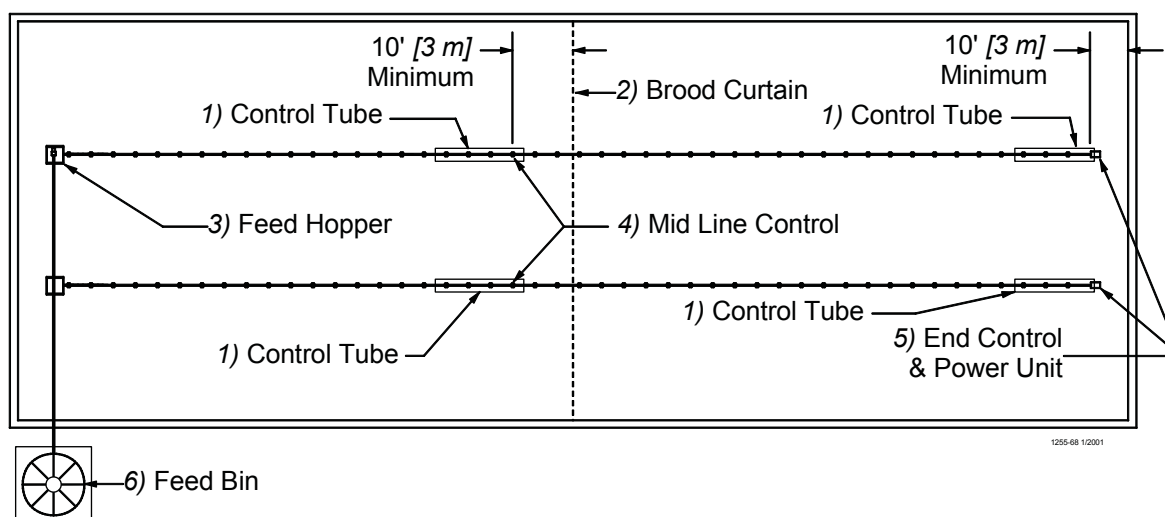 10' [3 m]
Minimum
10' [3 m]
Minimum
2) Brood Curtain
1) Control Tube
1) Control Tube
3) Feed Hopper
4) Mid Line Control
1) Control Tube
1) Control Tube
5) End Control
& Power Unit
1255-68 1/2001
6) Feed Bin